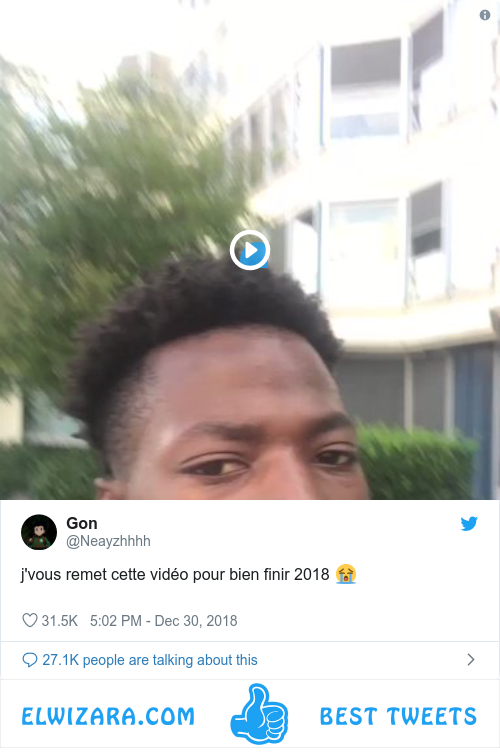 Gon
@Neayzhhhh
j'vous remet cette vidéo pour bien finir 2018 😭
31.5K 5:02 PM - Dec 30, 2018
27.1K people are talking about this
ELWIZARA.COM BEST TWEETS